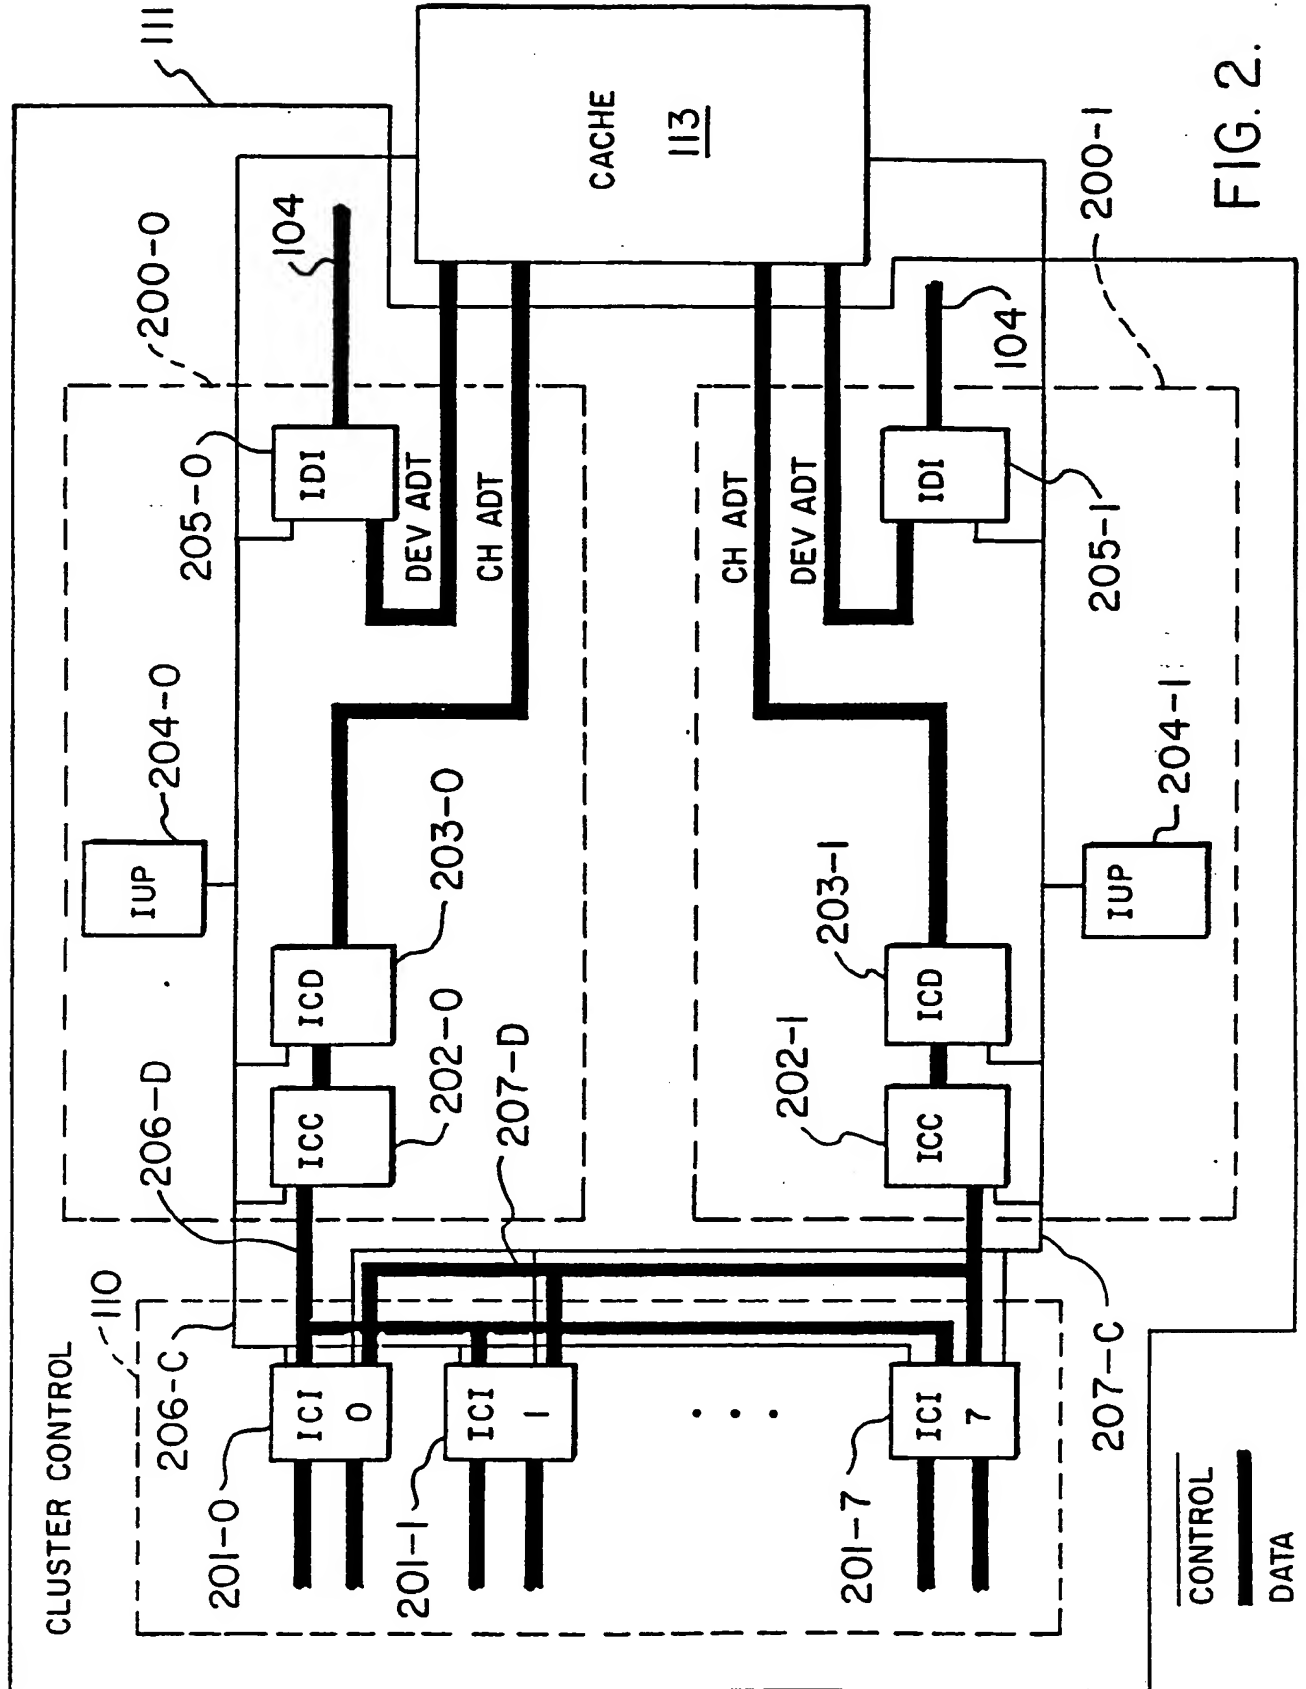 CLUSTER CONTROL
110
206-C
201-0
ICI
0
201-1
ICI
1
201-7
ICI
7
207-C
206-D
207-D
ICC
202-0
ICD
203-0
IUP
204-0
205-0
IDI
DEV ADT
CH ADT
104
200-0
111
CACHE
113
202-1
ICC
203-1
ICD
IUP
204-1
CH ADT
DEV ADT
IDI
205-1
104
200-1
CONTROL
DATA
FIG. 2.